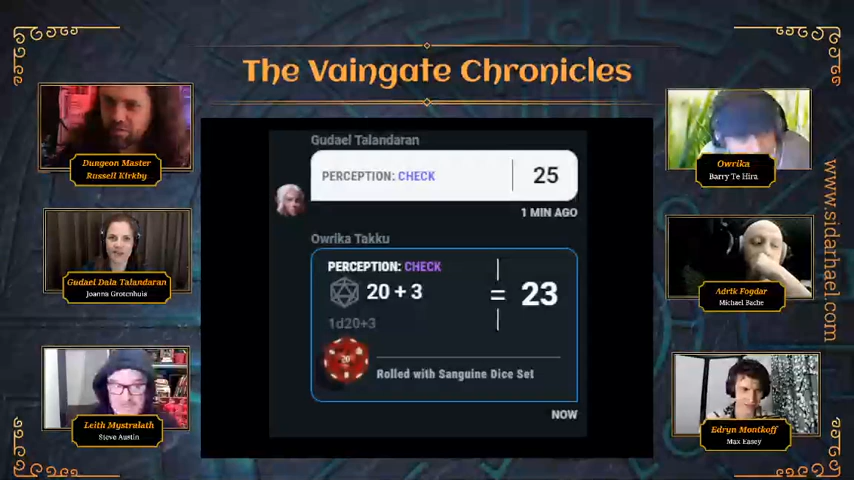 The Vaingate Chronicles
Dungeon Master
Russell Kirkby
Gudael Dala Talandaran
Joanna Grotenhuis
Leith Mystralath
Steve Austin
Gudael Talandaran
PERCEPTION: CHECK
25
1 MIN AGO
Owrika Takku
PERCEPTION: CHECK
20 + 3
= 23
1d20+3
20
Rolled with Sanguine Dice Set
NOW
Owrika
Barry Te Hira
Adrik Fogdar
Michael Bache
Edryn Montkoff
Max Easey
www.sidarhael.com